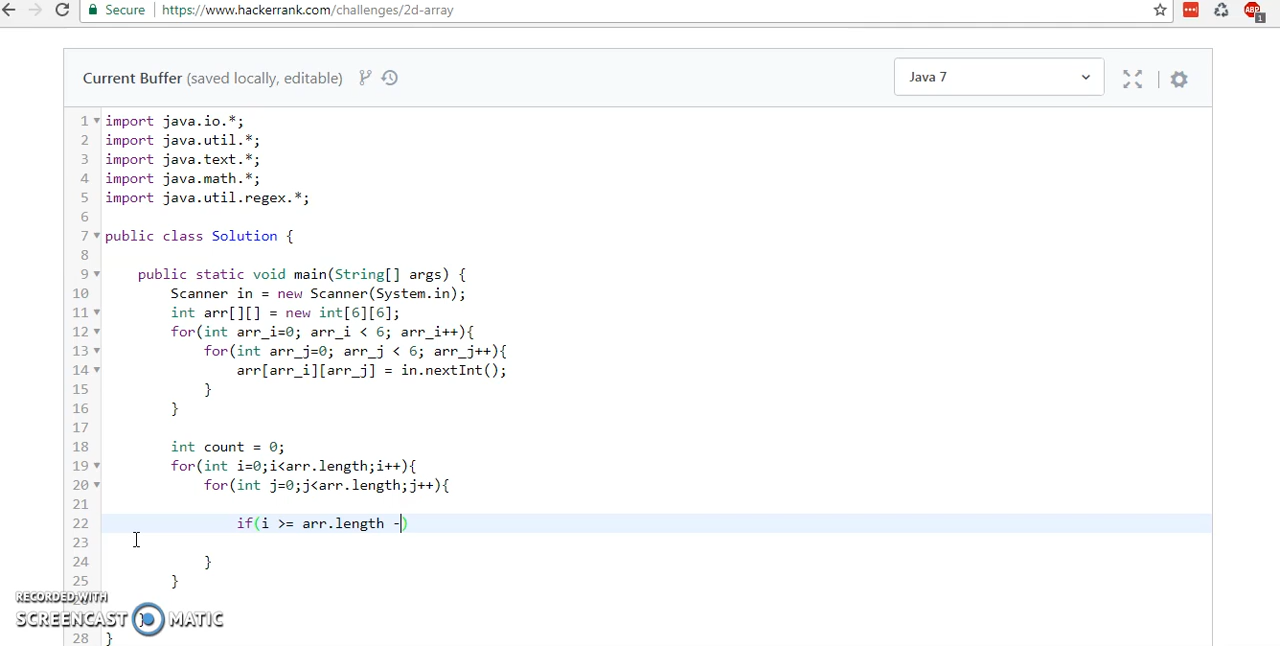 Secure https://www.hackerrank.com/challenges/2d-array ABP 1
Current Buffer (saved locally, editable) Java 7
1 import java.io.*;
2 import java.util.*;
3 import java.text.*;
4 import java.math.*;
5 import java.util.regex.*;
6
7 public class Solution {
8
9 public static void main(String[] args) {
10 Scanner in = new Scanner(System.in);
11 int arr[][] = new int[6][6];
12 for(int arr_i=0; arr_i < 6; arr_i++){
13 for(int arr_j=0; arr_j < 6; arr_j++){
14 arr[arr_i][arr_j] = in.nextInt();
15 }
16 }
17
18 int count = 0;
19 for(int i=0;i<arr.length;i++){
20 for(int j=0;j<arr.length;j++){
21
22 if(i >= arr.length -)
23
24 }
25 }
RECORDED WITH
SCREENCAST MATIC
28 }